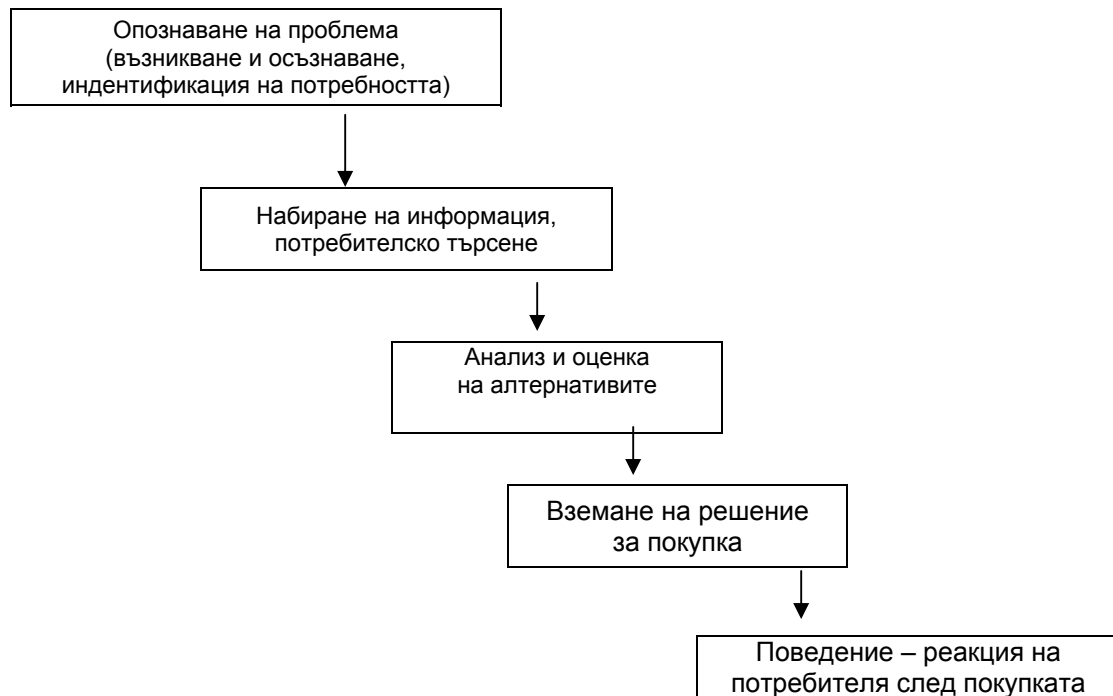 Опознаване на проблема
(възникване и осъзнаване,
индентификация на потребността)
Набиране на информация,
потребителско търсене
Анализ и оценка
на алтернативите
Вземане на решение
за покупка
Поведение – реакция на
потребителя след покупката